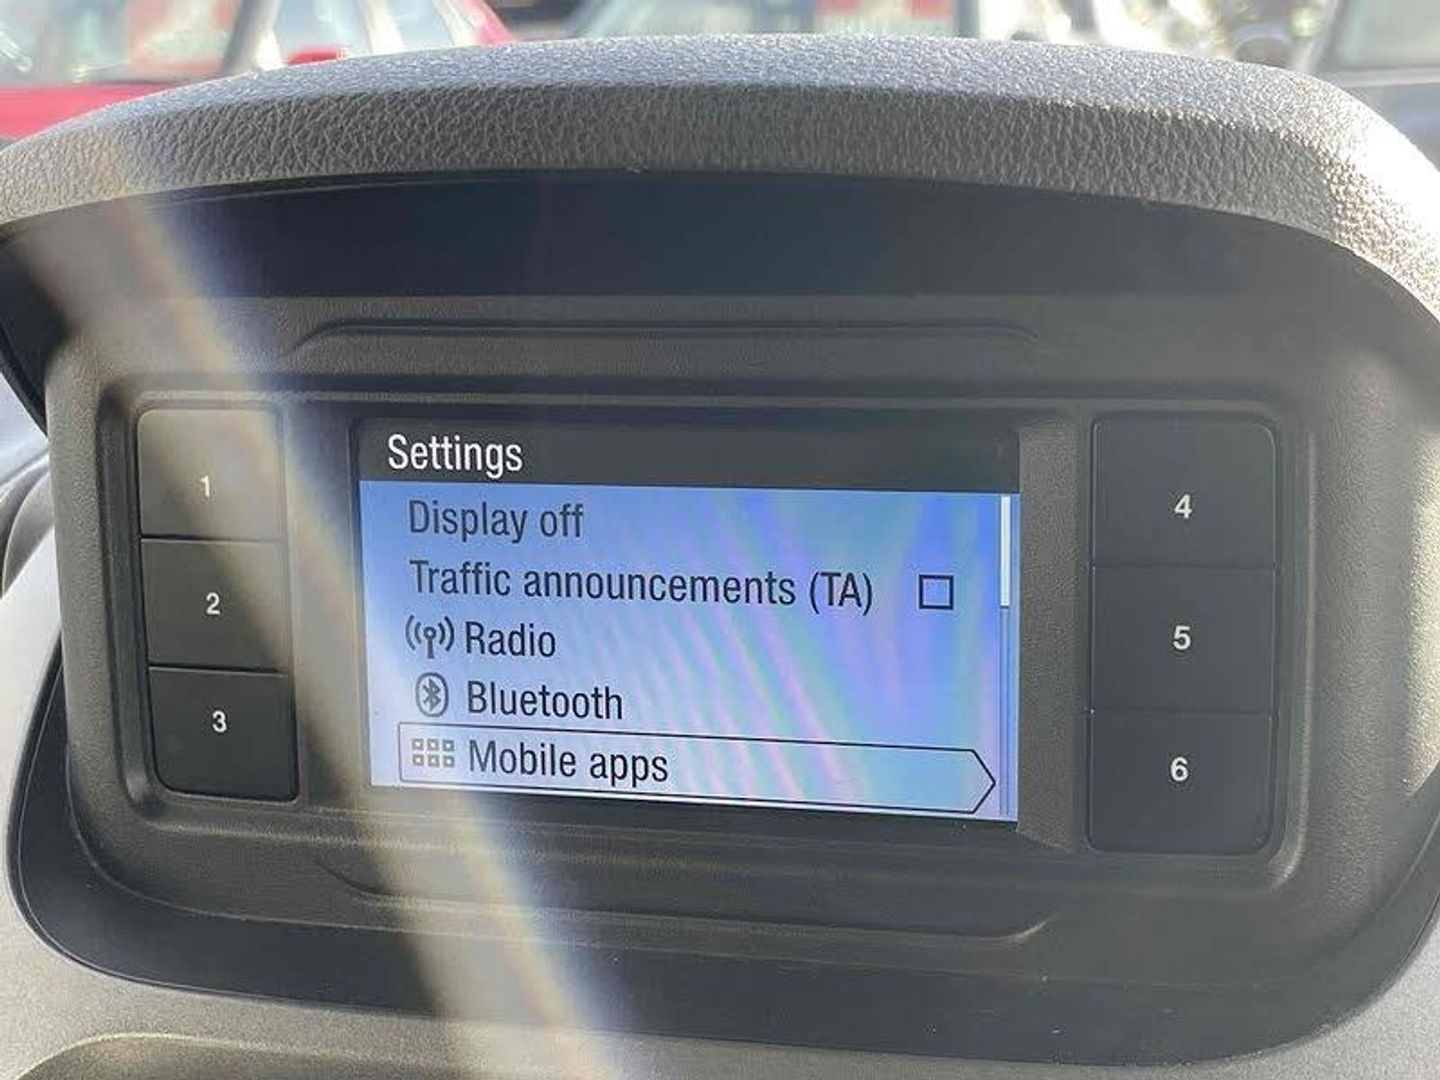 Settings
Display off
Traffic announcements (TA)
Radio
Bluetooth
Mobile apps
1
2
3
4
5
6